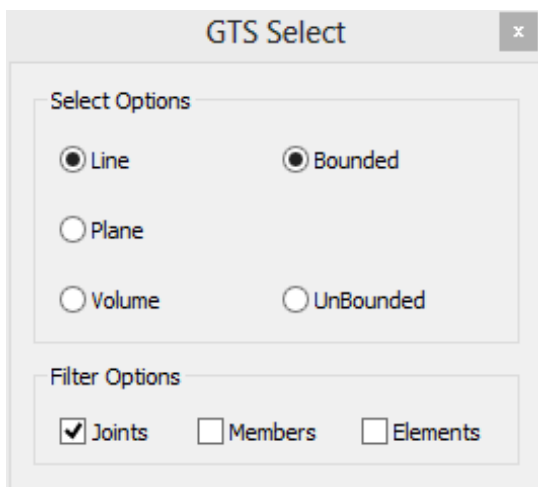 GTS Select
x
Select Options
Line Bounded
Plane
Volume UnBounded
Filter Options
Joints Members Elements